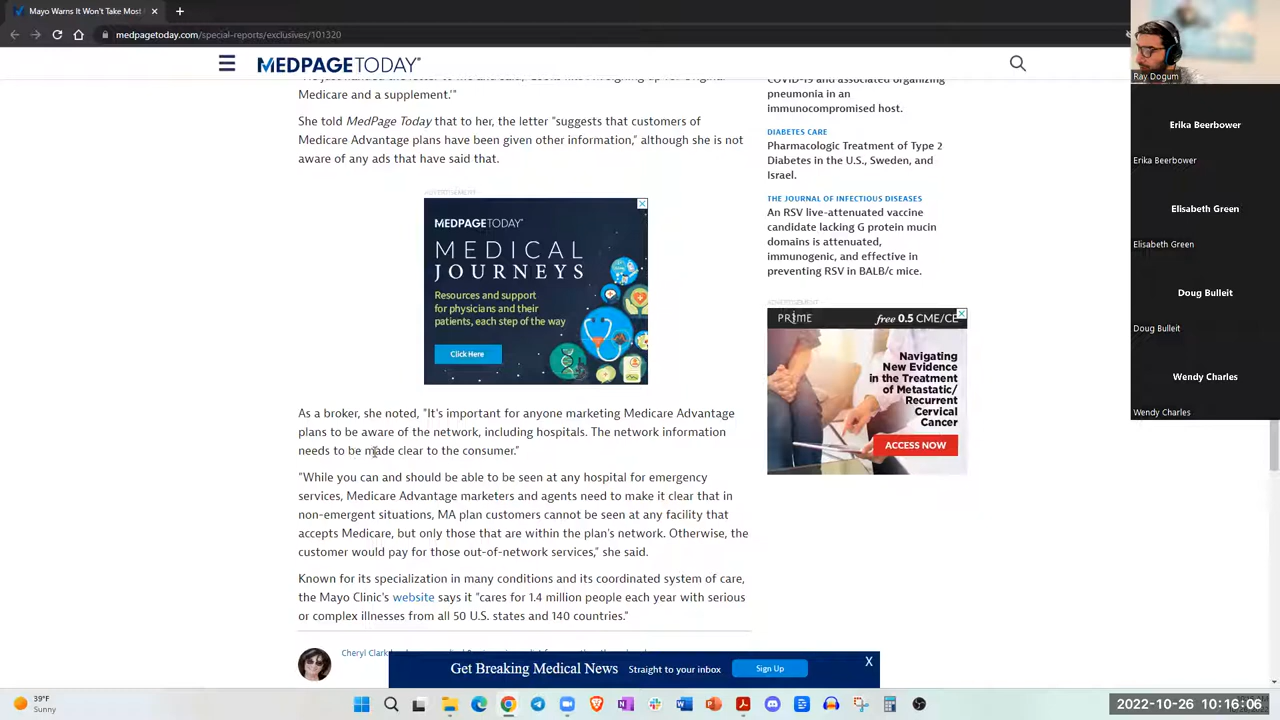 Mayo Warns It Won't Take Most
medpagetoday.com/special-reports/exclusives/101320
MEDPAGETODAY
Medicare and a supplement.'"
She told MedPage Today that to her, the letter "suggests that customers of
Medicare Advantage plans have been given other information," although she is not
aware of any ads that have said that.
MEDPAGETODAY
MEDICAL
JOURNEYS
Resources and support
for physicians and their
patients, each step of the way
Click Here
As a broker, she noted, "It's important for anyone marketing Medicare Advantage
plans to be aware of the network, including hospitals. The network information
needs to be made clear to the consumer."
"While you can and should be able to be seen at any hospital for emergency
services, Medicare Advantage marketers and agents need to make it clear that in
non-emergent situations, MA plan customers cannot be seen at any facility that
accepts Medicare, but only those that are within the plan's network. Otherwise, the
customer would pay for those out-of-network services," she said.
Known for its specialization in many conditions and its coordinated system of care,
the Mayo Clinic's website says it "cares for 1.4 million people each year with serious
or complex illnesses from all 50 U.S. states and 140 countries."
Cheryl Clark
COVID-19 and associated organizing
pneumonia in an
immunocompromised host.
DIABETES CARE
Pharmacologic Treatment of Type 2
Diabetes in the U.S., Sweden, and
Israel.
THE JOURNAL OF INFECTIOUS DISEASES
An RSV live-attenuated vaccine
candidate lacking G protein mucin
domains is attenuated,
immunogenic, and effective in
preventing RSV in BALB/c mice.
PRIME
free 0.5 CME/CE
Navigating
New Evidence
in the Treatment
of Metastatic/
Recurrent
Cervical
Cancer
ACCESS NOW
Get Breaking Medical News Straight to your inbox Sign Up X
Ray Dogum
Erika Beerbower
Erika Beerbower
Elisabeth Green
Elisabeth Green
Doug Bulleit
Doug Bulleit
Wendy Charles
Wendy Charles
39°F
Sunny
2022-10-26 10:16:06